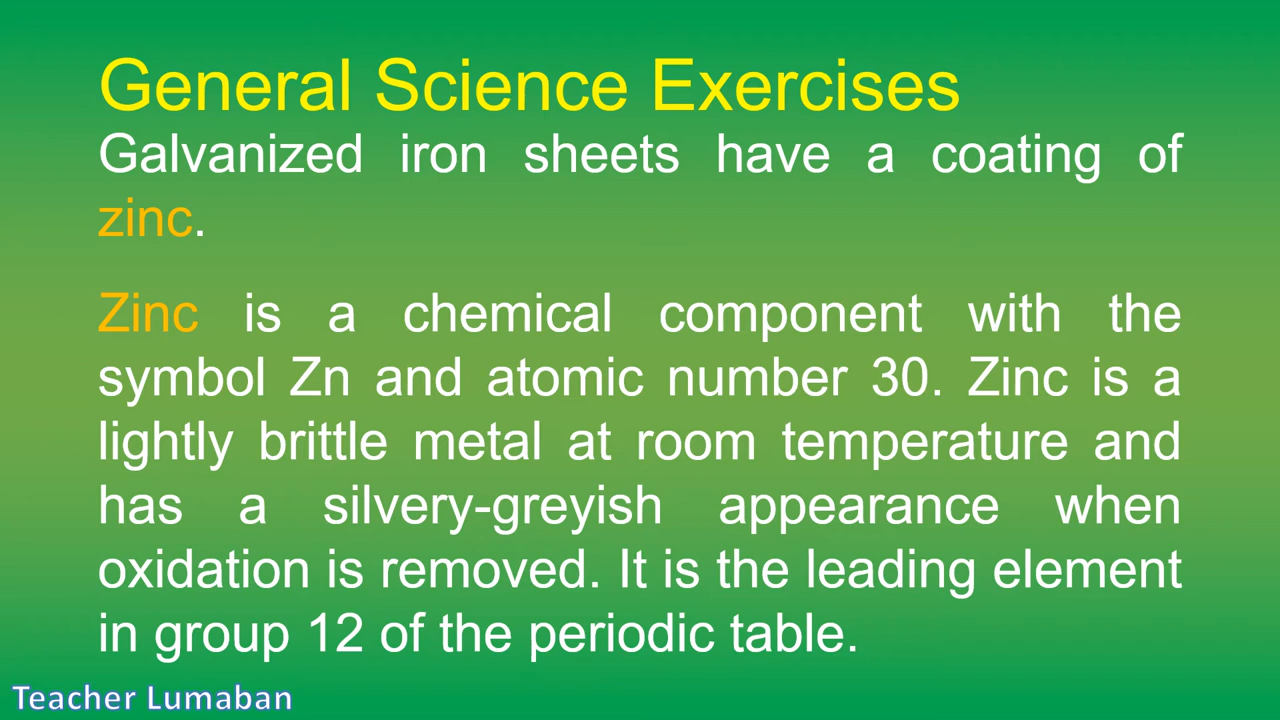 General Science Exercises
Galvanized iron sheets have a coating of
zinc.
Zinc is a chemical component with the
symbol Zn and atomic number 30. Zinc is a
lightly brittle metal at room temperature and
has a silvery-greyish appearance when
oxidation is removed. It is the leading element
in group 12 of the periodic table.
Teacher Lumaban